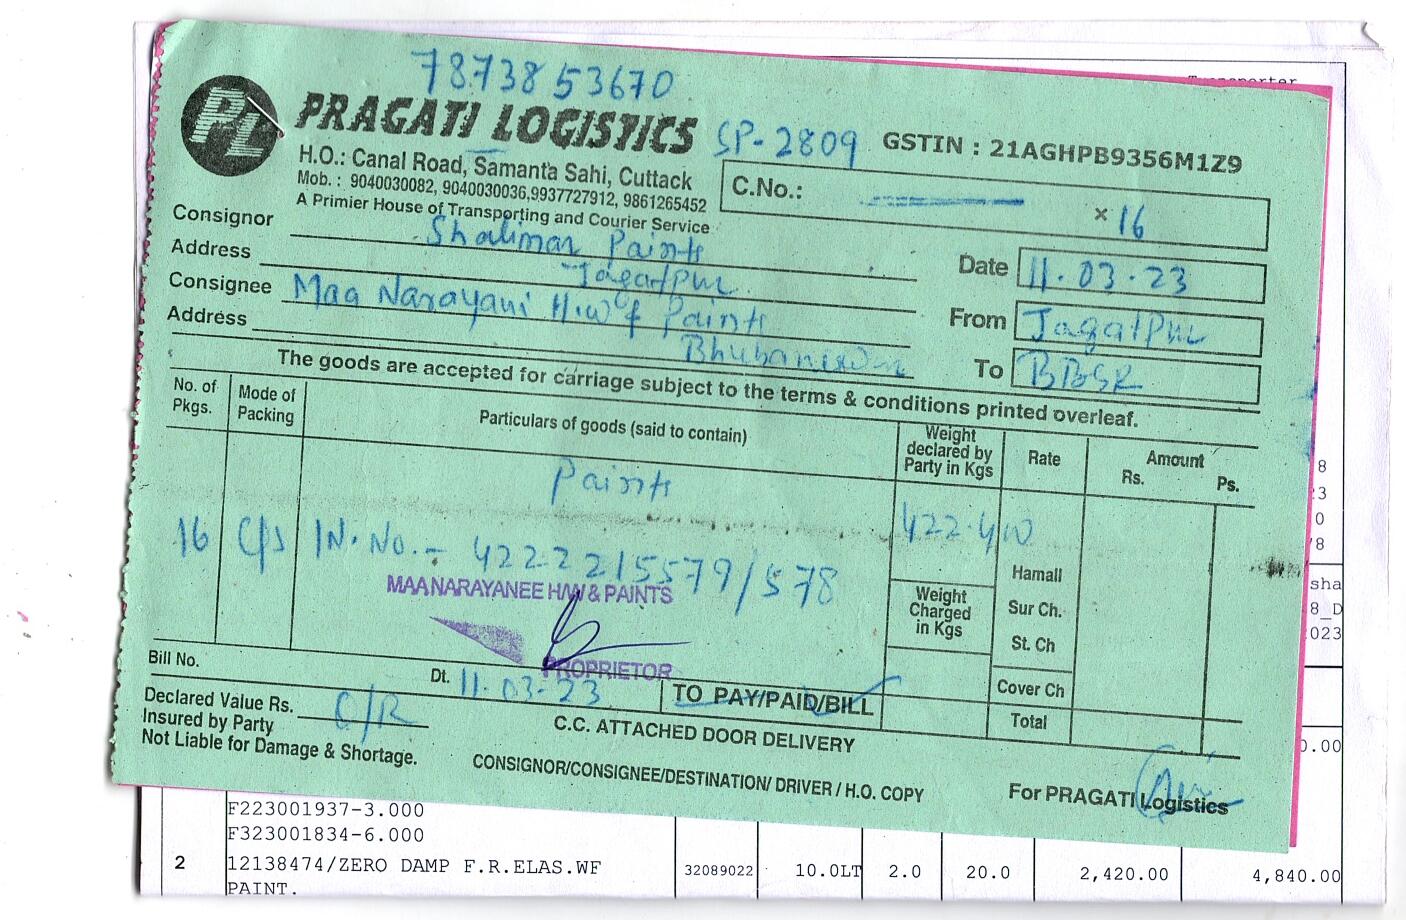 7873853670
PL PRAGATI LOGISTICS SP-2809 GSTIN : 21AGHPB9356M1Z9
H.O.: Canal Road, Samanta Sahi, Cuttack
Mob. : 9040030082, 9040030036,9937727912, 9861265452
A Primier House of Transporting and Courier Service
C.No.: × 16
Consignor Shalimar Paints
Address Jagatpur
Date 11.03.23
Consignee Maa Narayani H/W & Paints
From Jagatpur
Address Bhubaniswar
To BBSR
The goods are accepted for carriage subject to the terms & conditions printed overleaf.
No. of Pkgs. Mode of Packing Particulars of goods (said to contain) Weight declared by Party in Kgs Rate Amount Rs. Ps.
Paints
16 C/s IN. No. - 42222215579/578 422.400
MAA NARAYANEE H/W & PAINTS
PROPRIETOR
Hamali
Weight Charged in Kgs
Sur Ch.
St. Ch
Cover Ch
Total
Bill No. Dt. 11.03-23 TO PAY/PAID/BILL
Declared Value Rs. O/R
Insured by Party
Not Liable for Damage & Shortage.
C.C. ATTACHED DOOR DELIVERY
CONSIGNOR/CONSIGNEE/DESTINATION/ DRIVER / H.O. COPY
For PRAGATI Logistics
F223001937-3.000
F323001834-6.000
2 12138474/ZERO DAMP F.R.ELAS.WF 32089022 10.0LT 2.0 20.0 2,420.00 4,840.00
PAINT.